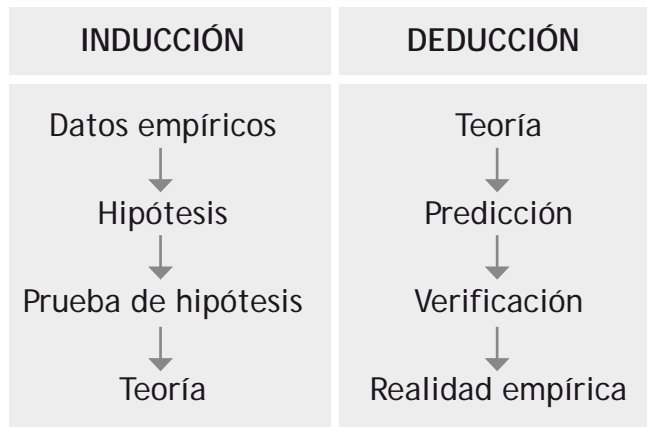 INDUCCIÓN
Datos empíricos
Hipótesis
Prueba de hipótesis
Teoría
DEDUCCIÓN
Teoría
Predicción
Verificación
Realidad empírica